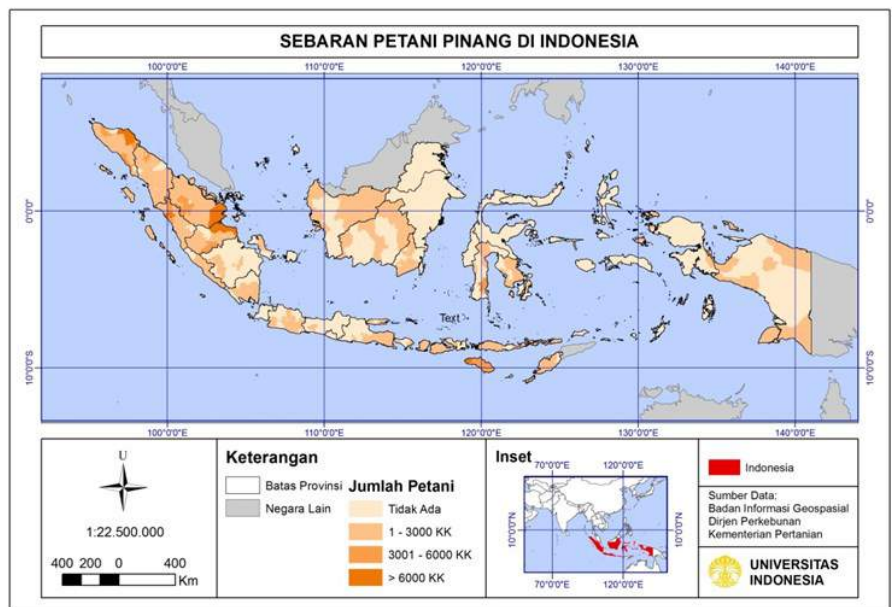 SEBARAN PETANI PINANG DI INDONESIA
100°0'0"E 110°0'0"E 120°0'0"E 130°0'0"E 140°0'0"E
0°0'0" 0°0'0"
Text
10°0'0"S 10°0'0"S
100°0'0"E 110°0'0"E 120°0'0"E 130°0'0"E 140°0'0"E
U
1:22.500.000
400 200 0 400
Km
Keterangan
Batas Provinsi
Negara Lain
Jumlah Petani
Tidak Ada
1 - 3000 KK
3001 - 6000 KK
> 6000 KK
Inset
70°0'0"E 120°0'0"E
10°0'0"N 10°0'0"N
70°0'0"E 120°0'0"E
Indonesia
Sumber Data:
Badan Informasi Geospasial
Dirjen Perkebunan
Kementerian Pertanian
UNIVERSITAS
INDONESIA